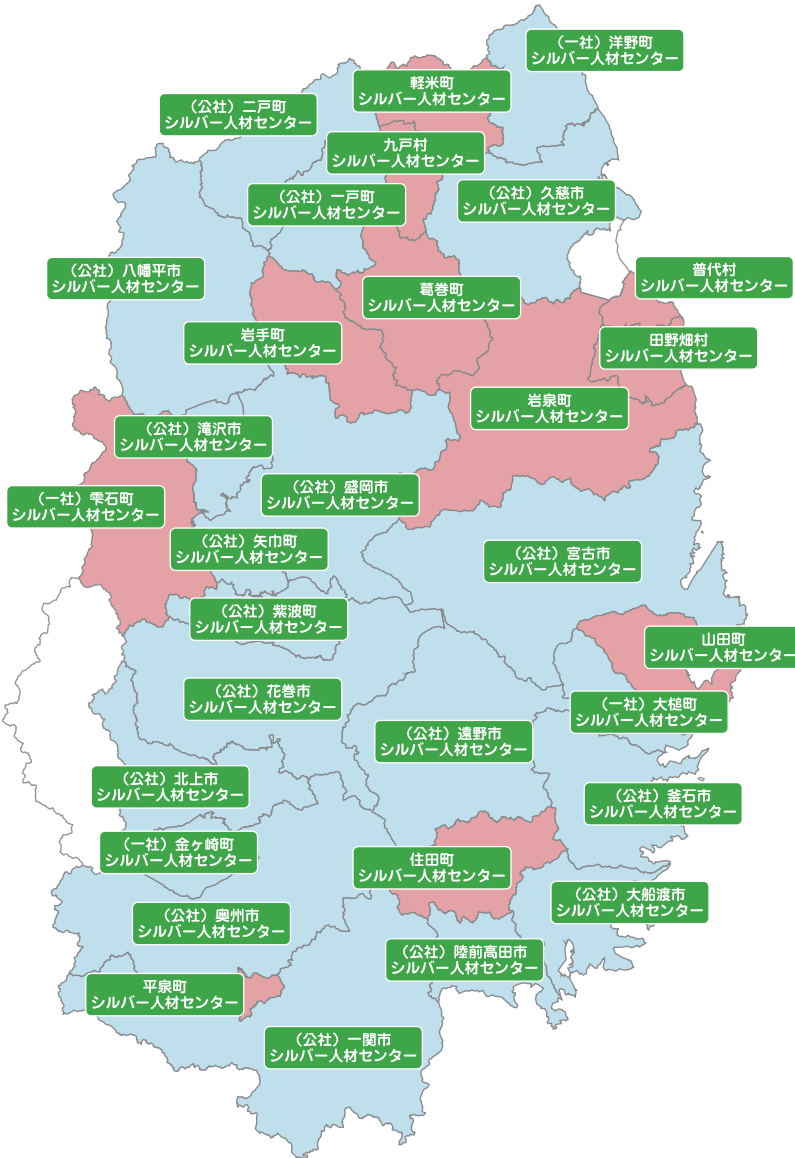 （一社）洋野町
シルバー人材センター
軽米町
シルバー人材センター
（公社）二戸町
シルバー人材センター
九戸村
シルバー人材センター
（公社）一戸町
シルバー人材センター
（公社）久慈市
シルバー人材センター
（公社）八幡平市
シルバー人材センター
普代村
シルバー人材センター
葛巻町
シルバー人材センター
岩手町
シルバー人材センター
田野畑村
シルバー人材センター
岩泉町
シルバー人材センター
（公社）滝沢市
シルバー人材センター
（公社）盛岡市
シルバー人材センター
（一社）雫石町
シルバー人材センター
（公社）矢巾町
シルバー人材センター
（公社）宮古市
シルバー人材センター
（公社）紫波町
シルバー人材センター
山田町
シルバー人材センター
（公社）花巻市
シルバー人材センター
（一社）大槌町
シルバー人材センター
（公社）遠野市
シルバー人材センター
（公社）北上市
シルバー人材センター
（公社）釜石市
シルバー人材センター
（一社）金ヶ崎町
シルバー人材センター
住田町
シルバー人材センター
（公社）大船渡市
シルバー人材センター
（公社）奥州市
シルバー人材センター
（公社）陸前高田市
シルバー人材センター
平泉町
シルバー人材センター
（公社）一関市
シルバー人材センター